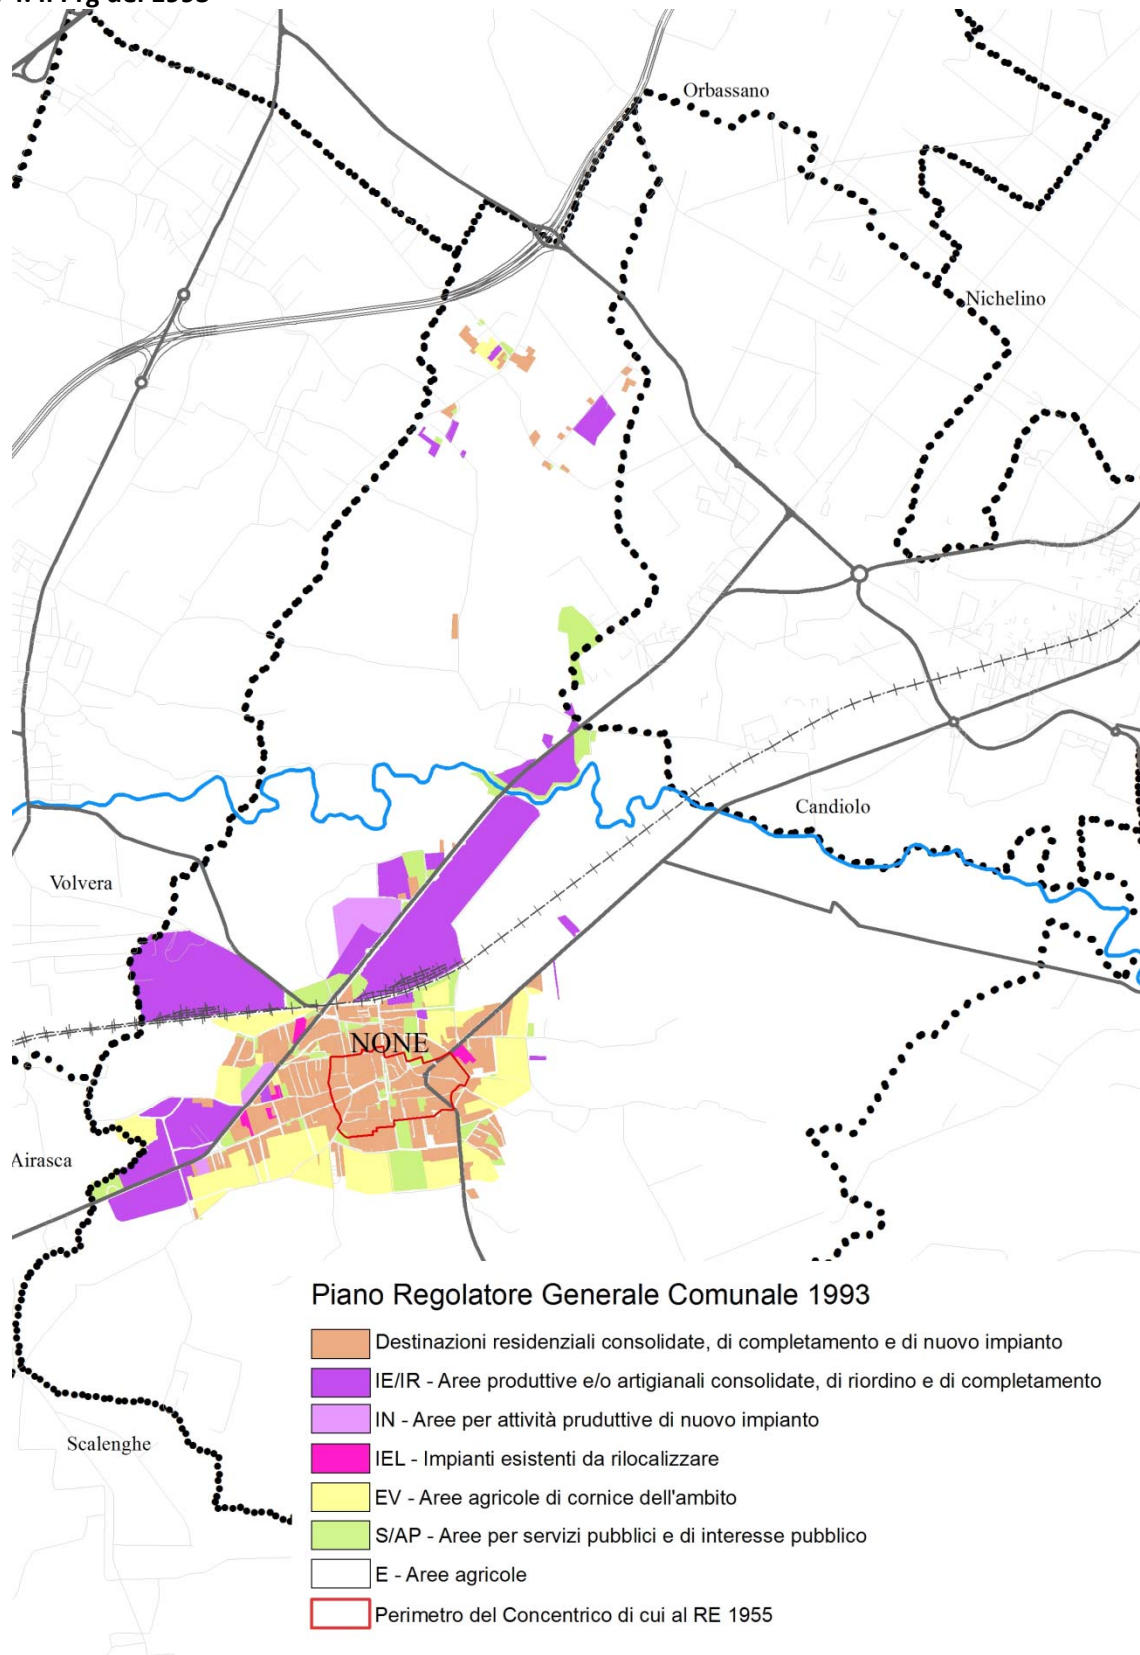 del 1993
Orbassano
Nichelino
Candiolo
Volvera
NONE
Airasca
Scalenghe
Piano Regolatore Generale Comunale 1993
Destinazioni residenziali consolidate, di completamento e di nuovo impianto
IE/IR - Aree produttive e/o artigianali consolidate, di riordino e di completamento
IN - Aree per attività pruduttive di nuovo impianto
IEL - Impianti esistenti da rilocalizzare
EV - Aree agricole di cornice dell'ambito
S/AP - Aree per servizi pubblici e di interesse pubblico
E - Aree agricole
Perimetro del Concentrico di cui al RE 1955